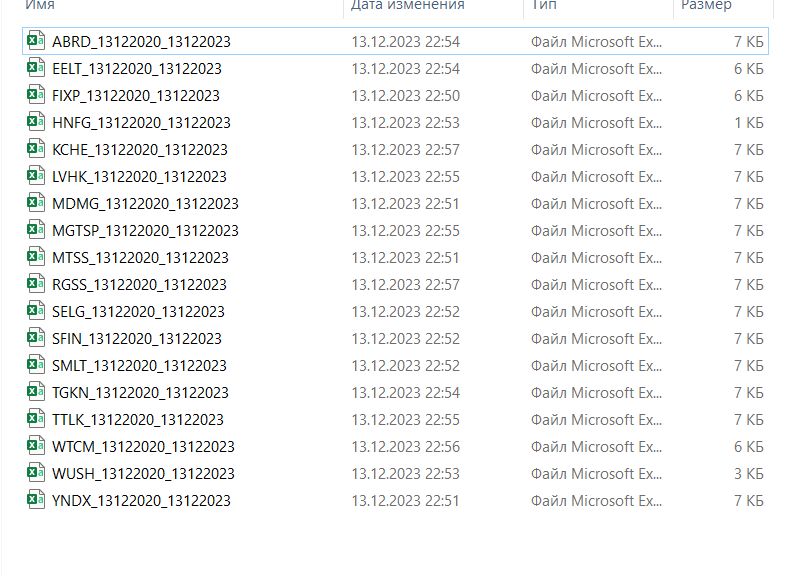 Имя Дата изменения Тип Размер
ABRD_13122020_13122023 13.12.2023 22:54 Файл Microsoft Ex... 7 КБ
EELT_13122020_13122023 13.12.2023 22:54 Файл Microsoft Ex... 6 КБ
FIXP_13122020_13122023 13.12.2023 22:50 Файл Microsoft Ex... 6 КБ
HNFG_13122020_13122023 13.12.2023 22:53 Файл Microsoft Ex... 1 КБ
KCHE_13122020_13122023 13.12.2023 22:57 Файл Microsoft Ex... 7 КБ
LVHK_13122020_13122023 13.12.2023 22:55 Файл Microsoft Ex... 7 КБ
MDMG_13122020_13122023 13.12.2023 22:51 Файл Microsoft Ex... 7 КБ
MGTSP_13122020_13122023 13.12.2023 22:55 Файл Microsoft Ex... 7 КБ
MTSS_13122020_13122023 13.12.2023 22:51 Файл Microsoft Ex... 7 КБ
RGSS_13122020_13122023 13.12.2023 22:57 Файл Microsoft Ex... 7 КБ
SELG_13122020_13122023 13.12.2023 22:52 Файл Microsoft Ex... 7 КБ
SFIN_13122020_13122023 13.12.2023 22:52 Файл Microsoft Ex... 7 КБ
SMLT_13122020_13122023 13.12.2023 22:52 Файл Microsoft Ex... 7 КБ
TGKN_13122020_13122023 13.12.2023 22:54 Файл Microsoft Ex... 7 КБ
TTLK_13122020_13122023 13.12.2023 22:55 Файл Microsoft Ex... 7 КБ
WTCM_13122020_13122023 13.12.2023 22:56 Файл Microsoft Ex... 6 КБ
WUSH_13122020_13122023 13.12.2023 22:53 Файл Microsoft Ex... 3 КБ
YNDX_13122020_13122023 13.12.2023 22:51 Файл Microsoft Ex... 7 КБ